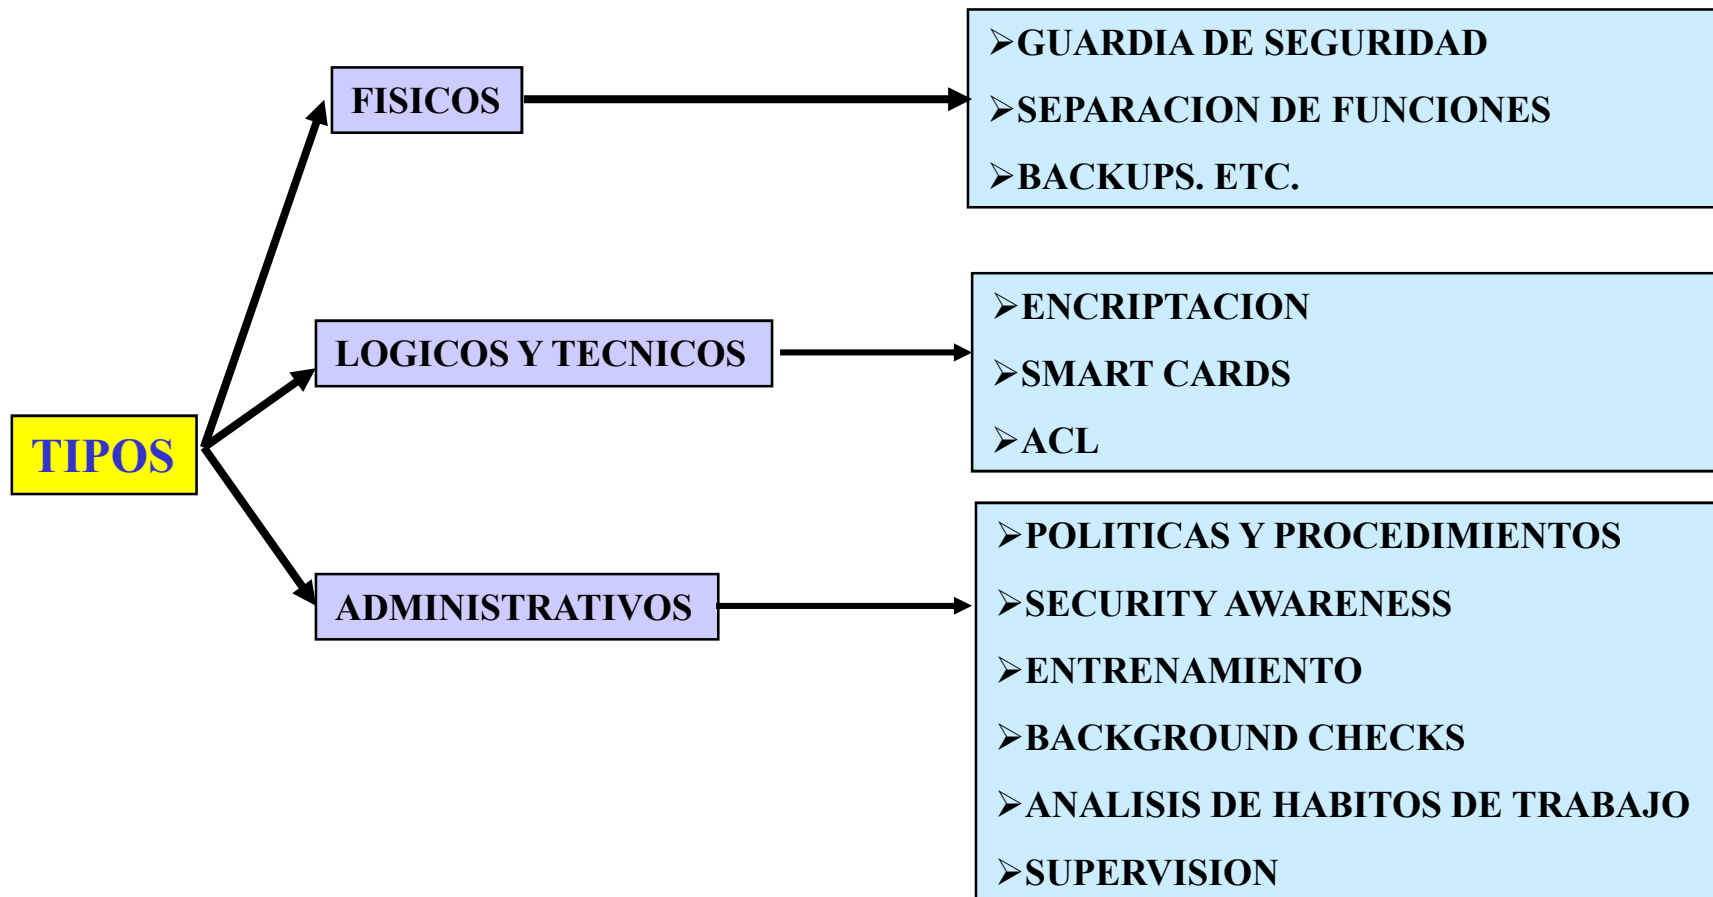 TIPOS
FISICOS
➢GUARDIA DE SEGURIDAD
➢SEPARACION DE FUNCIONES
➢BACKUPS. ETC.
LOGICOS Y TECNICOS
➢ENCRIPTACION
➢SMART CARDS
➢ACL
ADMINISTRATIVOS
➢POLITICAS Y PROCEDIMIENTOS
➢SECURITY AWARENESS
➢ENTRENAMIENTO
➢BACKGROUND CHECKS
➢ANALISIS DE HABITOS DE TRABAJO
➢SUPERVISION